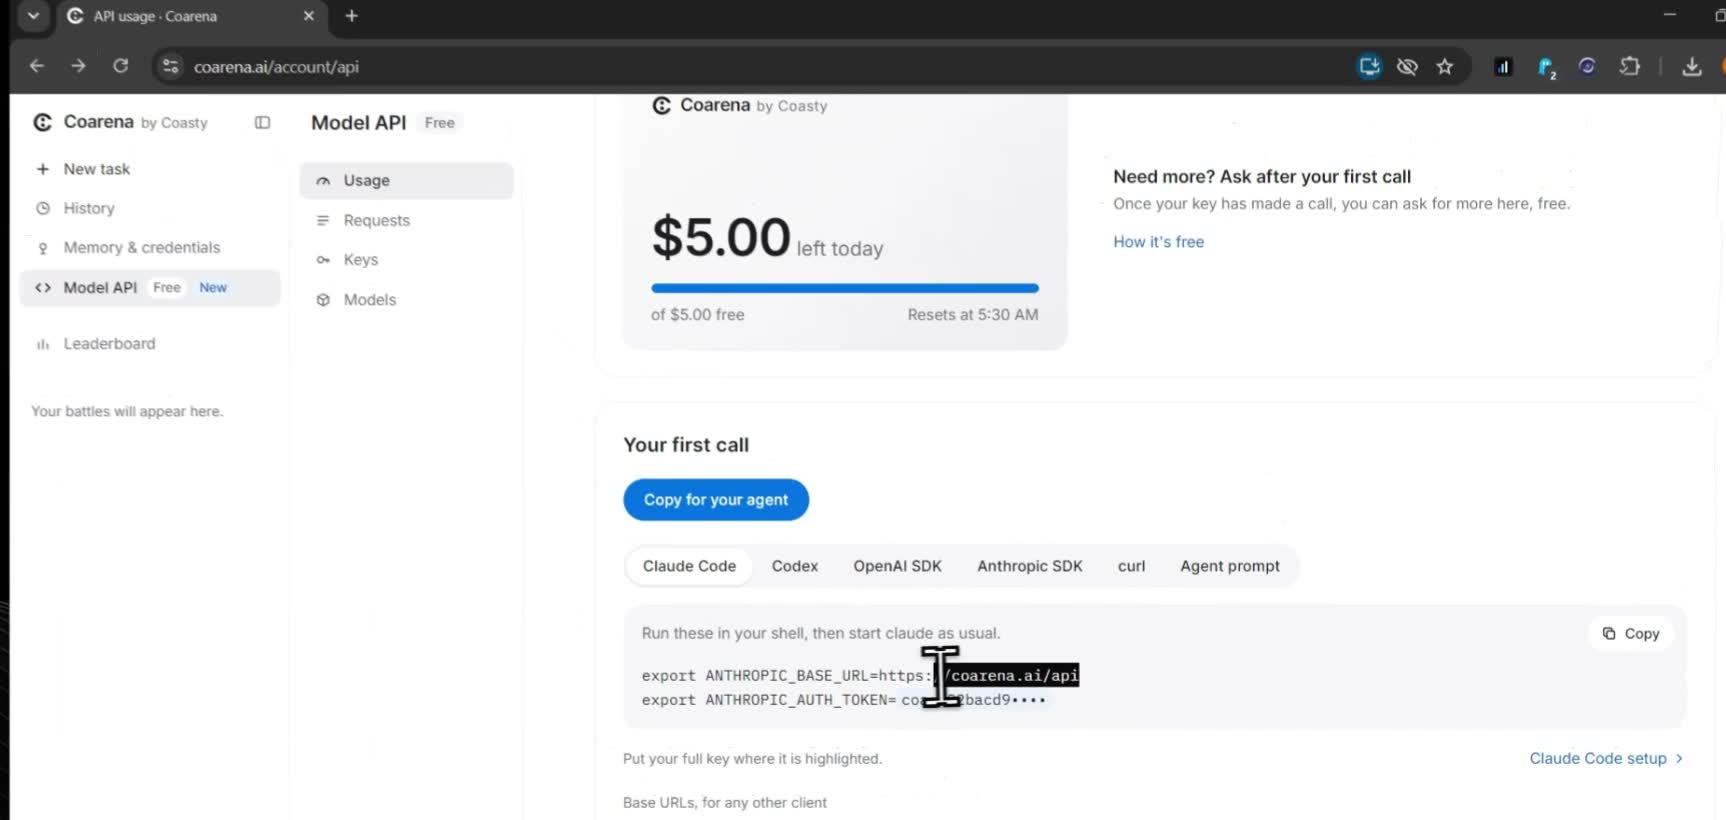 API usage · Coarena
coarena.ai/account/api
2
Coarena by Coasty
New task
History
Memory & credentials
Model API Free New
Leaderboard
Your battles will appear here.
Model API Free
Usage
Requests
Keys
Models
Coarena by Coasty
$5.00 left today
of $5.00 free Resets at 5:30 AM
Need more? Ask after your first call
Once your key has made a call, you can ask for more here, free.
How it's free
Your first call
Copy for your agent
Claude Code Codex OpenAI SDK Anthropic SDK curl Agent prompt
Run these in your shell, then start claude as usual.
Copy
export ANTHROPIC_BASE_URL=https://coarena.ai/api
export ANTHROPIC_AUTH_TOKEN=
Put your full key where it is highlighted.
Claude Code setup
Base URLs, for any other client